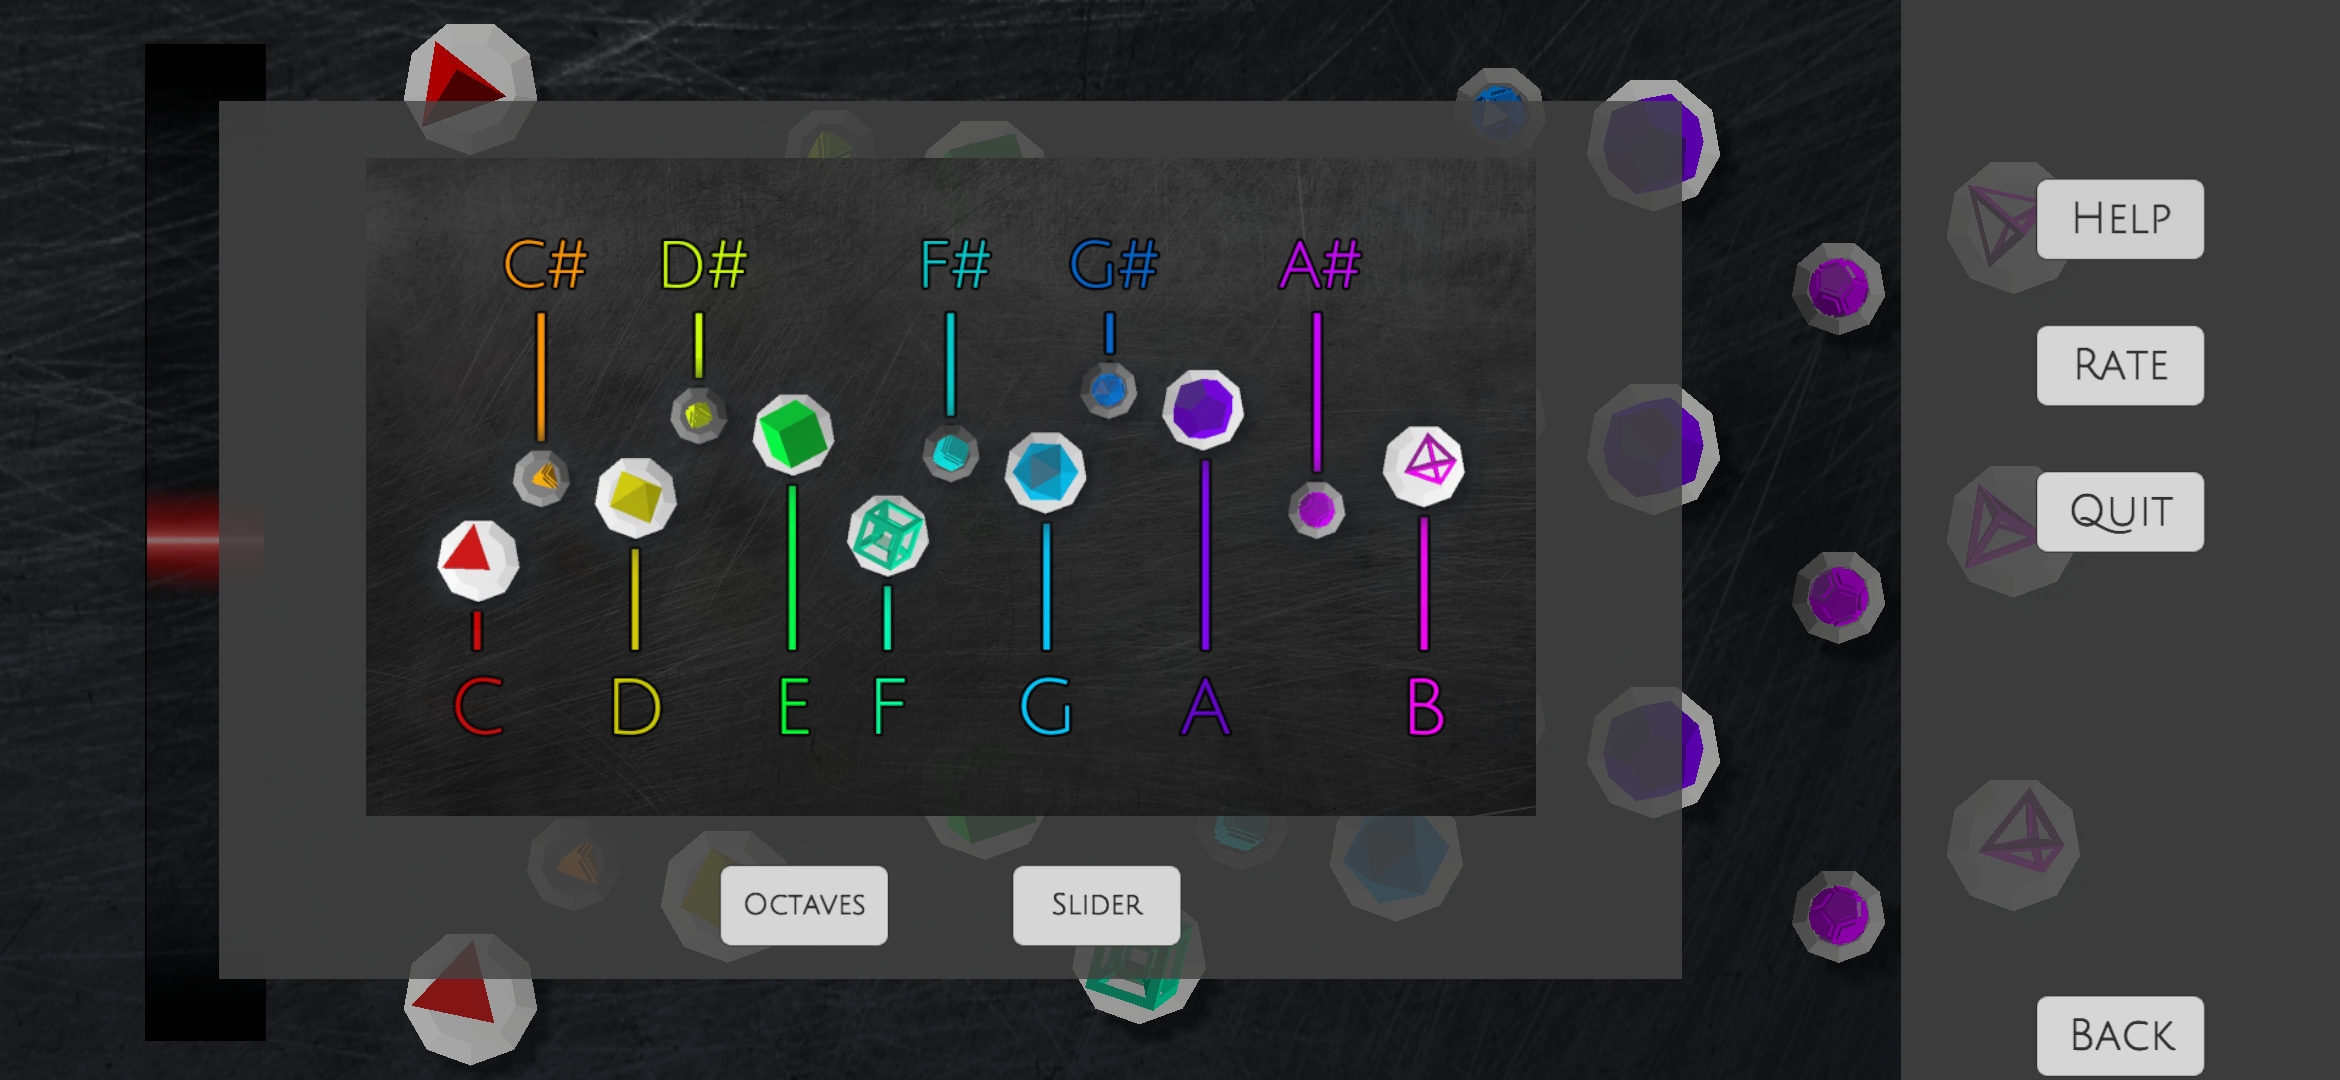 C# D# F# G# A#
C D E F G A B
OCTAVES SLIDER
HELP
RATE
QUIT
BACK